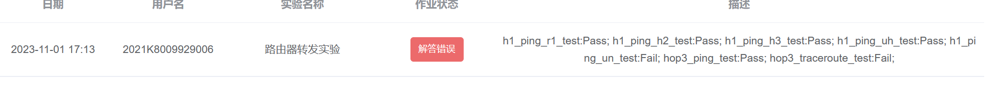 日期 用户名 实验名称 作业状态 描述
2023-11-01 17:13 2021K8009929006 路由器转发实验 解答错误 h1_ping_r1_test:Pass; h1_ping_h2_test:Pass; h1_ping_h3_test:Pass; h1_ping_uh_test:Pass; h1_pi
ng_un_test:Fail; hop3_ping_test:Pass; hop3_traceroute_test:Fail;